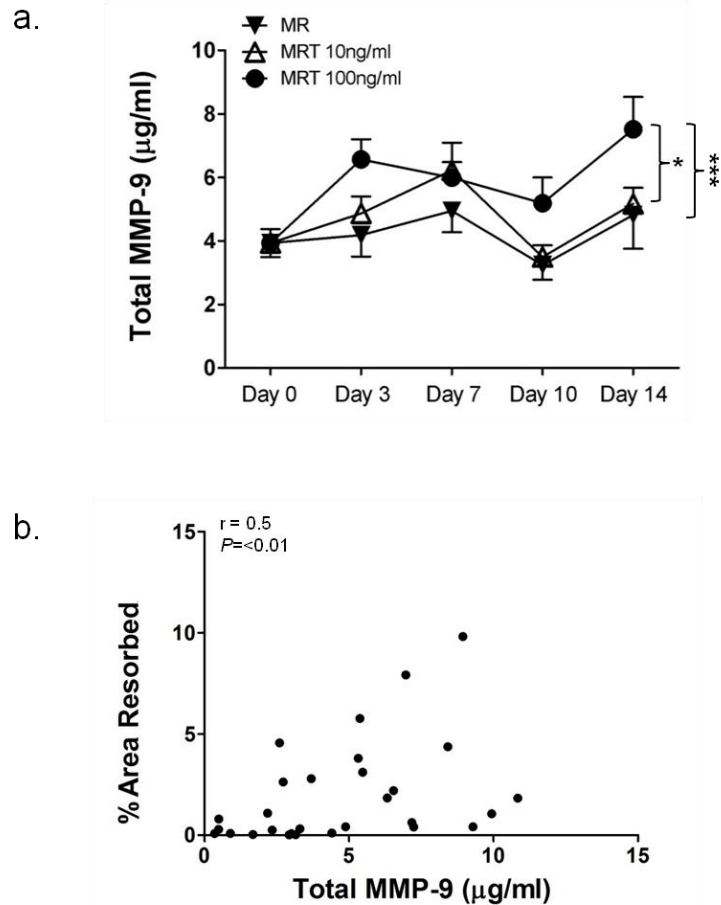 a.
MR
MRT 10ng/ml
MRT 100ng/ml
Total MMP-9 (μg/ml)
10
8
6
4
2
0
*
***
Day 0 Day 3 Day 7 Day 10 Day 14
b.
r = 0.5
P=<0.01
% Area Resorbed
15
10
5
0
0 5 10 15
Total MMP-9 (μg/ml)